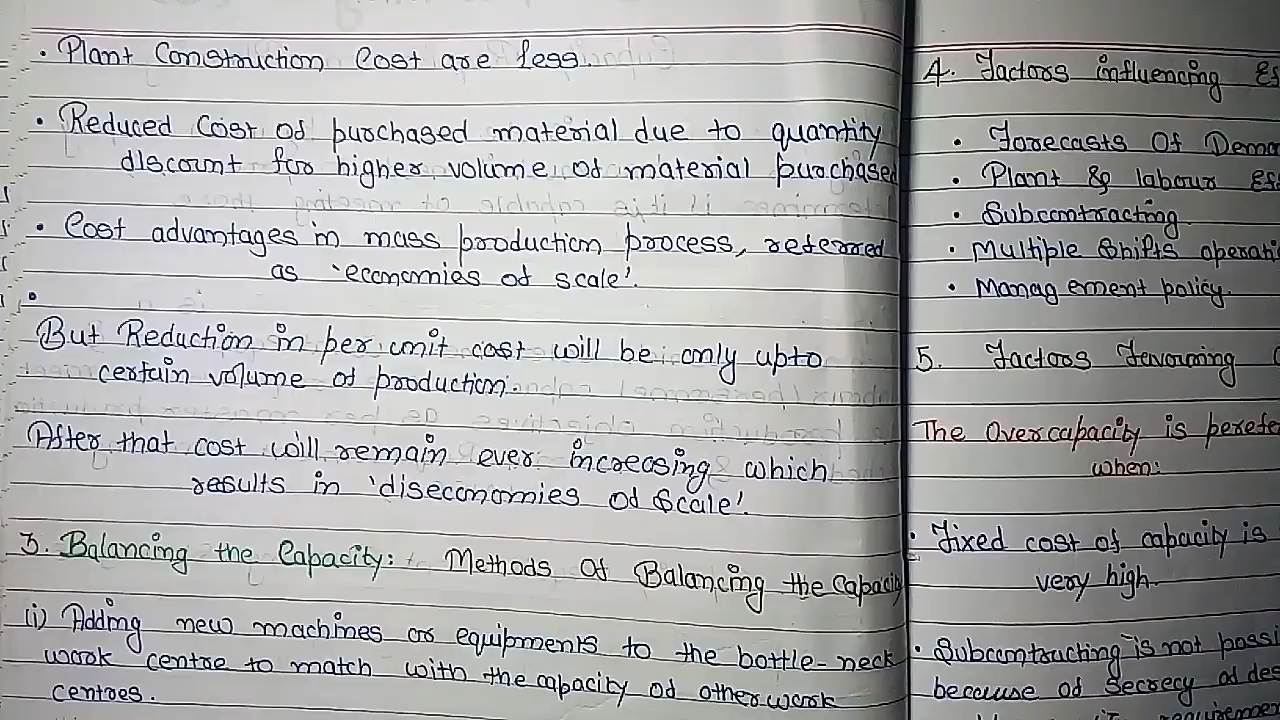 • Plant Construction Cost are less.
• Reduced Cost of purchased material due to quantity
discount for higher volume of material purchased
• Cost advantages in mass production process, referred
as 'economies of scale'.
•
But Reduction in per unit cost will be only upto
certain volume of production.
After that cost will remain ever increasing which
results in 'diseconomies of Scale'.
3. Balancing the Capacity:- Methods Of Balancing the Capacity
(i) Adding new machines or equipments to the bottle-neck
work centre to match with the capacity of other work
centres.
4. Factors influencing Es
• Forecasts Of Dema
• Plant & labour Es
• Subcontracting
• Multiple Shifts operati
• Management policy.
5. Factors Favouring
The Overcapacity is perefe
when:
• Fixed cost of capacity is
very high.
• Subcontracting is not possi
because of Secrecy of des